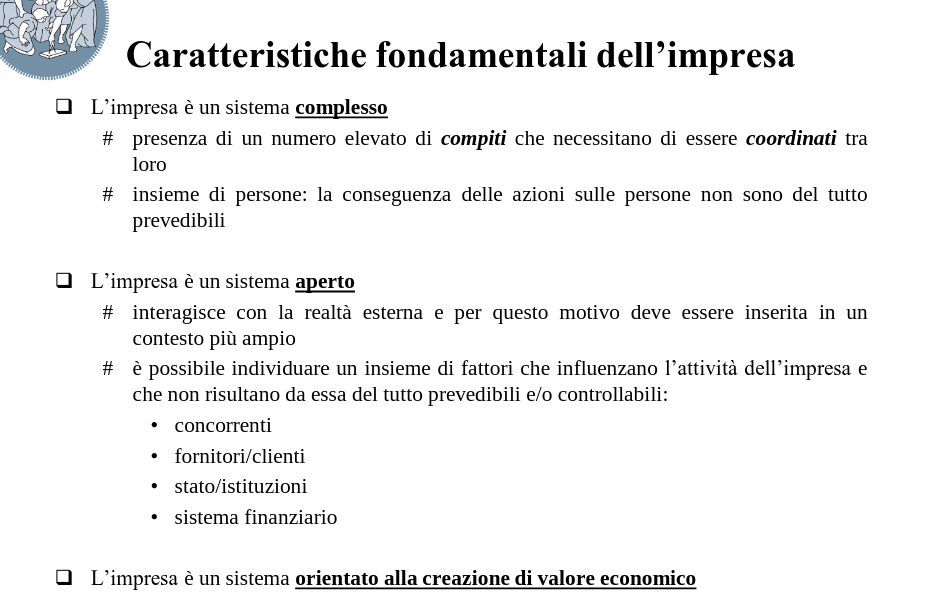 Caratteristiche fondamentali dell’impresa
❑ L’impresa è un sistema complesso
# presenza di un numero elevato di compiti che necessitano di essere coordinati tra
loro
# insieme di persone: la conseguenza delle azioni sulle persone non sono del tutto
prevedibili
❑ L’impresa è un sistema aperto
# interagisce con la realtà esterna e per questo motivo deve essere inserita in un
contesto più ampio
# è possibile individuare un insieme di fattori che influenzano l’attività dell’impresa e
che non risultano da essa del tutto prevedibili e/o controllabili:
• concorrenti
• fornitori/clienti
• stato/istituzioni
• sistema finanziario
❑ L’impresa è un sistema orientato alla creazione di valore economico